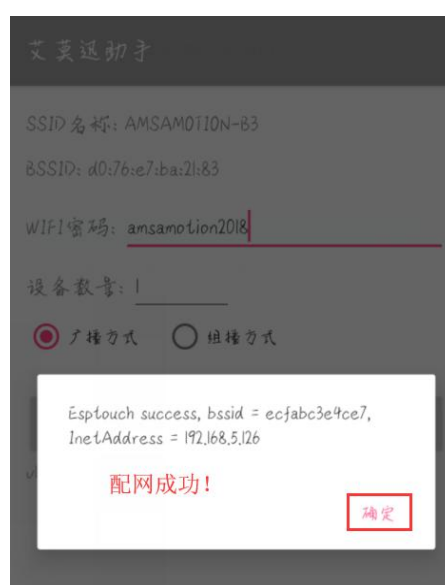 艾莫迅助手
SSID名称: AMSAMOTION-B3
BSSID: d0:76:e7:ba:21:83
WIFI密码: amsamotion2018
设备数量: 1
广播方式 组播方式
Esptouch success, bssid = ecfabc3e4ce7,
InetAddress = 192.168.5.126
配网成功!
确定